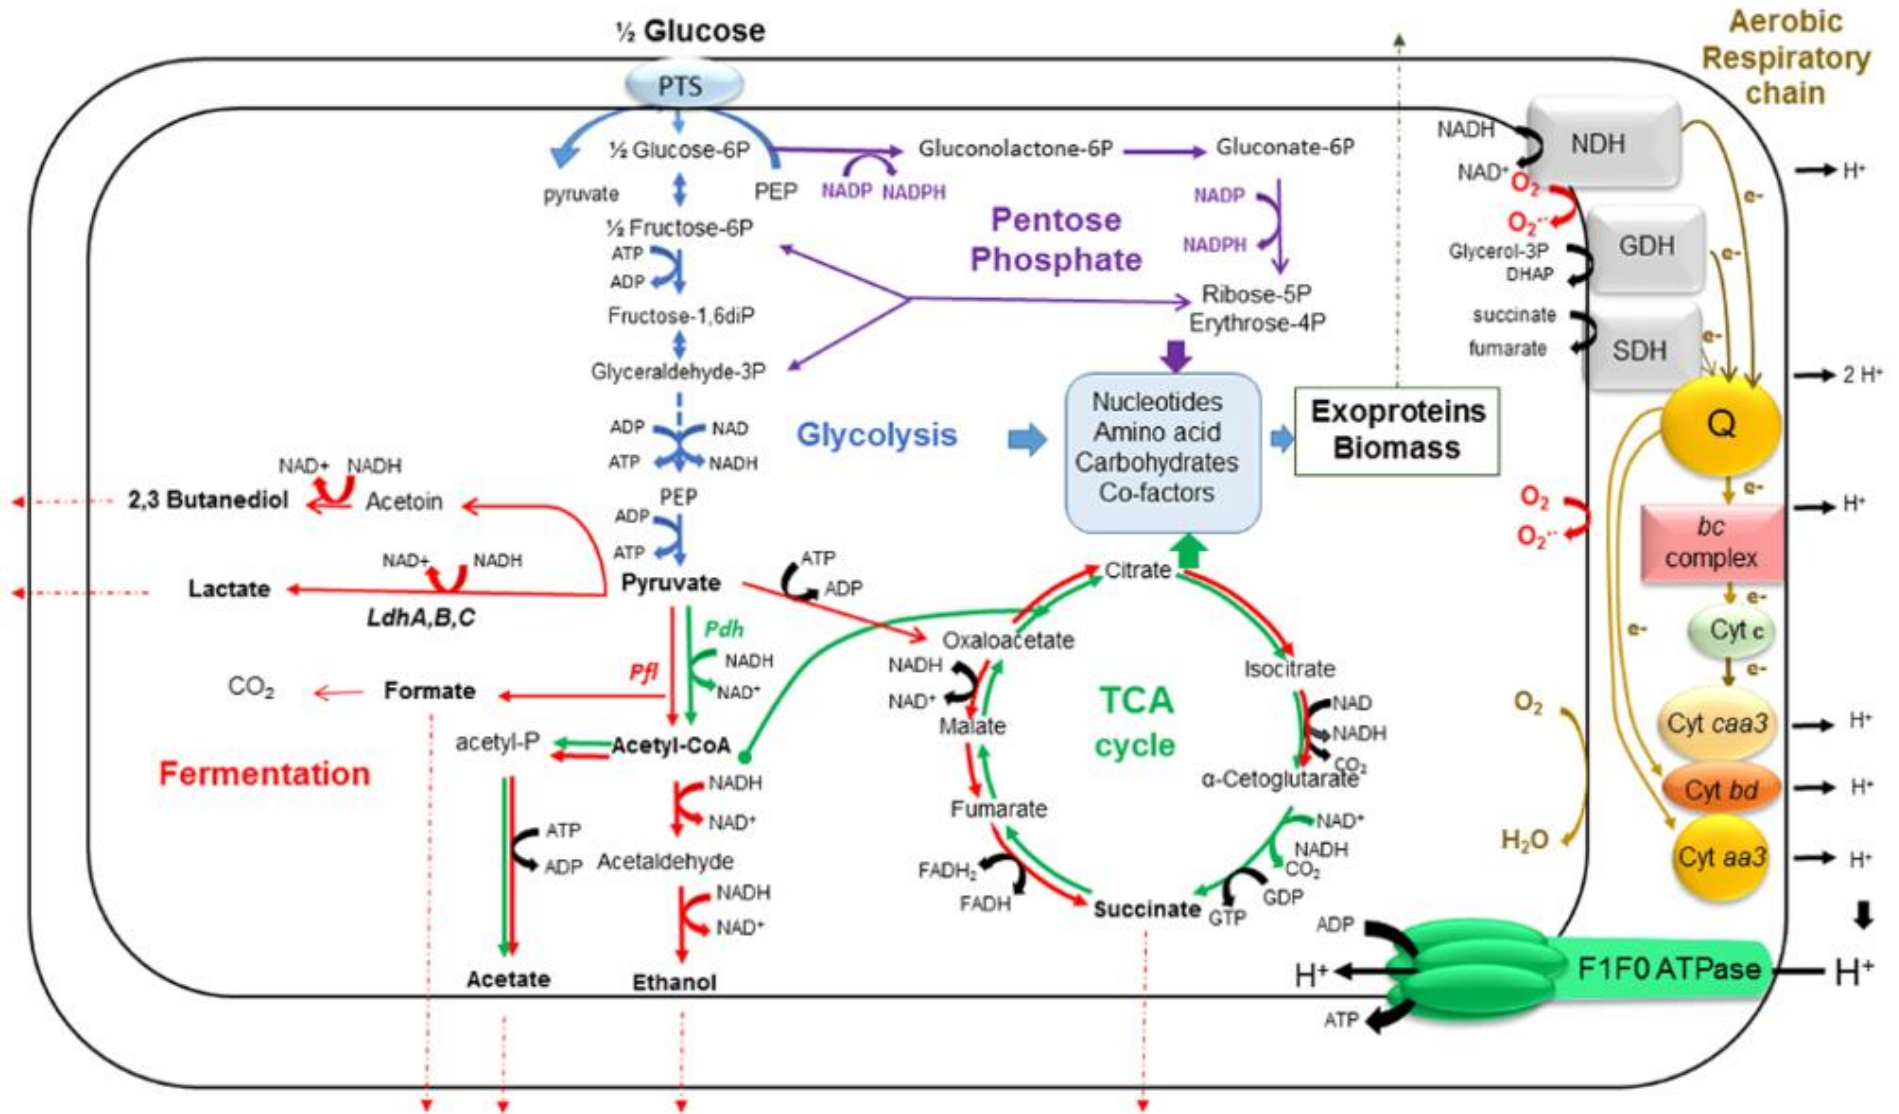 ½ Glucose
PTS
½ Glucose-6P
pyruvate
PEP
½ Fructose-6P
ATP
ADP
Fructose-1,6diP
Glyceraldehyde-3P
ADP
NAD
ATP
NADH
PEP
ADP
ATP
Pyruvate
Glycolysis
NADP NADPH
Gluconolactone-6P
Gluconate-6P
NADP
NADPH
Pentose
Phosphate
Ribose-5P
Erythrose-4P
Nucleotides
Amino acid
Carbohydrates
Co-factors
Exoproteins
Biomass
NAD+ NADH
2,3 Butanediol
Acetoin
NAD+ NADH
Lactate
LdhA,B,C
ATP
ADP
Pdh
NADH
NAD⁺
Pfl
CO₂
Formate
acetyl-P
Acetyl-CoA
Fermentation
NADH
NAD⁺
ATP
ADP
Acetaldehyde
NADH
NAD⁺
Acetate
Ethanol
Citrate
Oxaloacetate
Isocitrate
NADH
NAD⁺
Malate
TCA
cycle
NAD
NADH
CO₂
α-Cetoglutarate
Fumarate
NAD⁺
NADH
CO₂
FADH₂
FADH
GDP
GTP
Succinate
Aerobic
Respiratory
chain
NADH
NAD⁺
NDH
O₂
O₂··
e-
H⁺
Glycerol-3P
DHAP
GDH
e-
succinate
fumarate
SDH
e-
2 H⁺
Q
e-
O₂
O₂··
bc
complex
H⁺
e-
Cyt c
e-
e-
O₂
H₂O
Cyt caa3
H⁺
Cyt bd
H⁺
Cyt aa3
H⁺
ADP
H⁺
ATP
F1F0 ATPase
H⁺